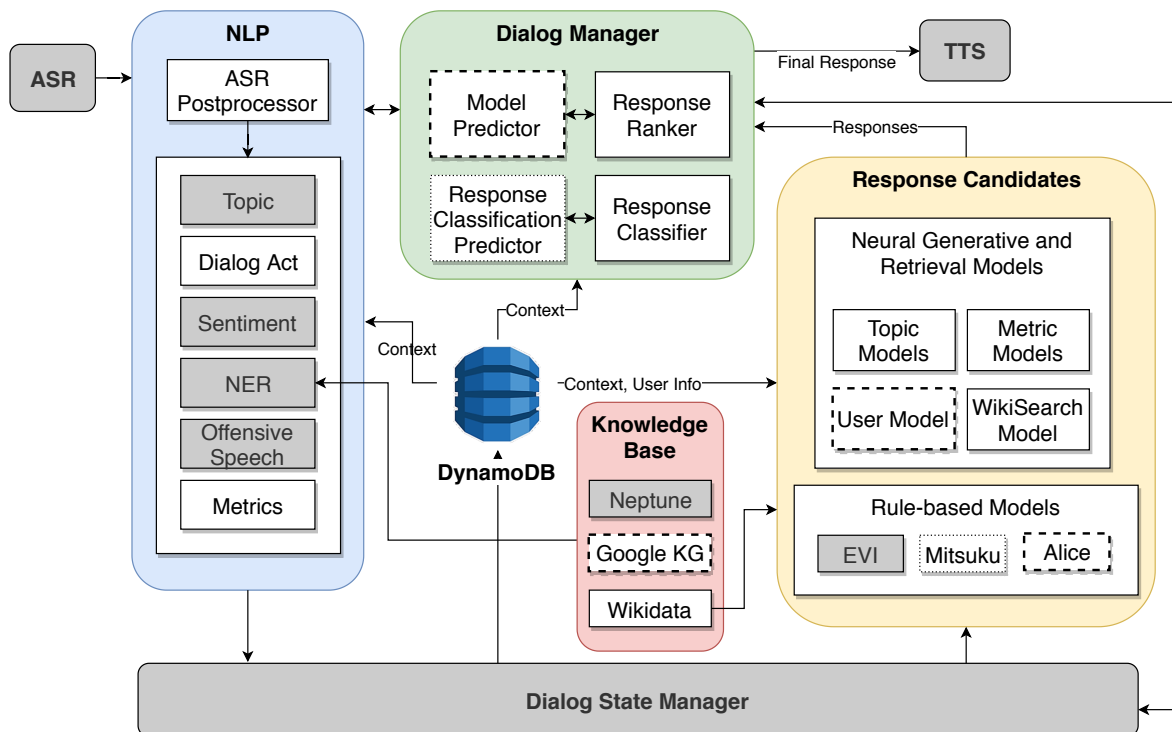 ASR
NLP
ASR
Postprocessor
Topic
Dialog Act
Sentiment
NER
Offensive
Speech
Metrics
Dialog Manager
Model
Predictor
Response
Ranker
Response
Classification
Predictor
Response
Classifier
Final Response
TTS
Responses
Context
Context
Context, User Info
DynamoDB
Knowledge
Base
Neptune
Google KG
Wikidata
Response Candidates
Neural Generative and
Retrieval Models
Topic
Models
Metric
Models
User Model
WikiSearch
Model
Rule-based Models
EVI
Mitsuku
Alice
Dialog State Manager